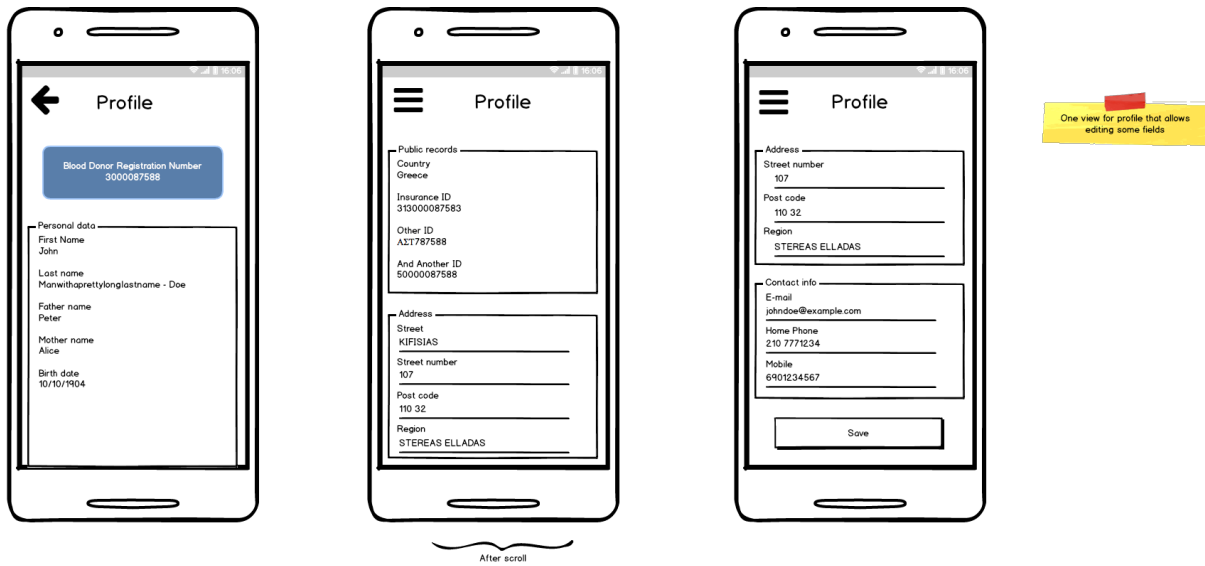 16:06
Profile
Blood Donor Registration Number
3000087588
Personal data
First Name
John
Last name
Manwithaprettylonglastname - Doe
Father name
Peter
Mother name
Alice
Birth date
10/10/1904
16:06
Profile
Public records
Country
Greece
Insurance ID
313000087583
Other ID
ΑΣΤ787588
And Another ID
50000087588
Address
Street
KIFISIAS
Street number
107
Post code
110 32
Region
STEREAS ELLADAS
After scroll
16:06
Profile
Address
Street number
107
Post code
110 32
Region
STEREAS ELLADAS
Contact info
E-mail
johndoe@example.com
Home Phone
210 7771234
Mobile
6901234567
Save
One view for profile that allows
editing some fields